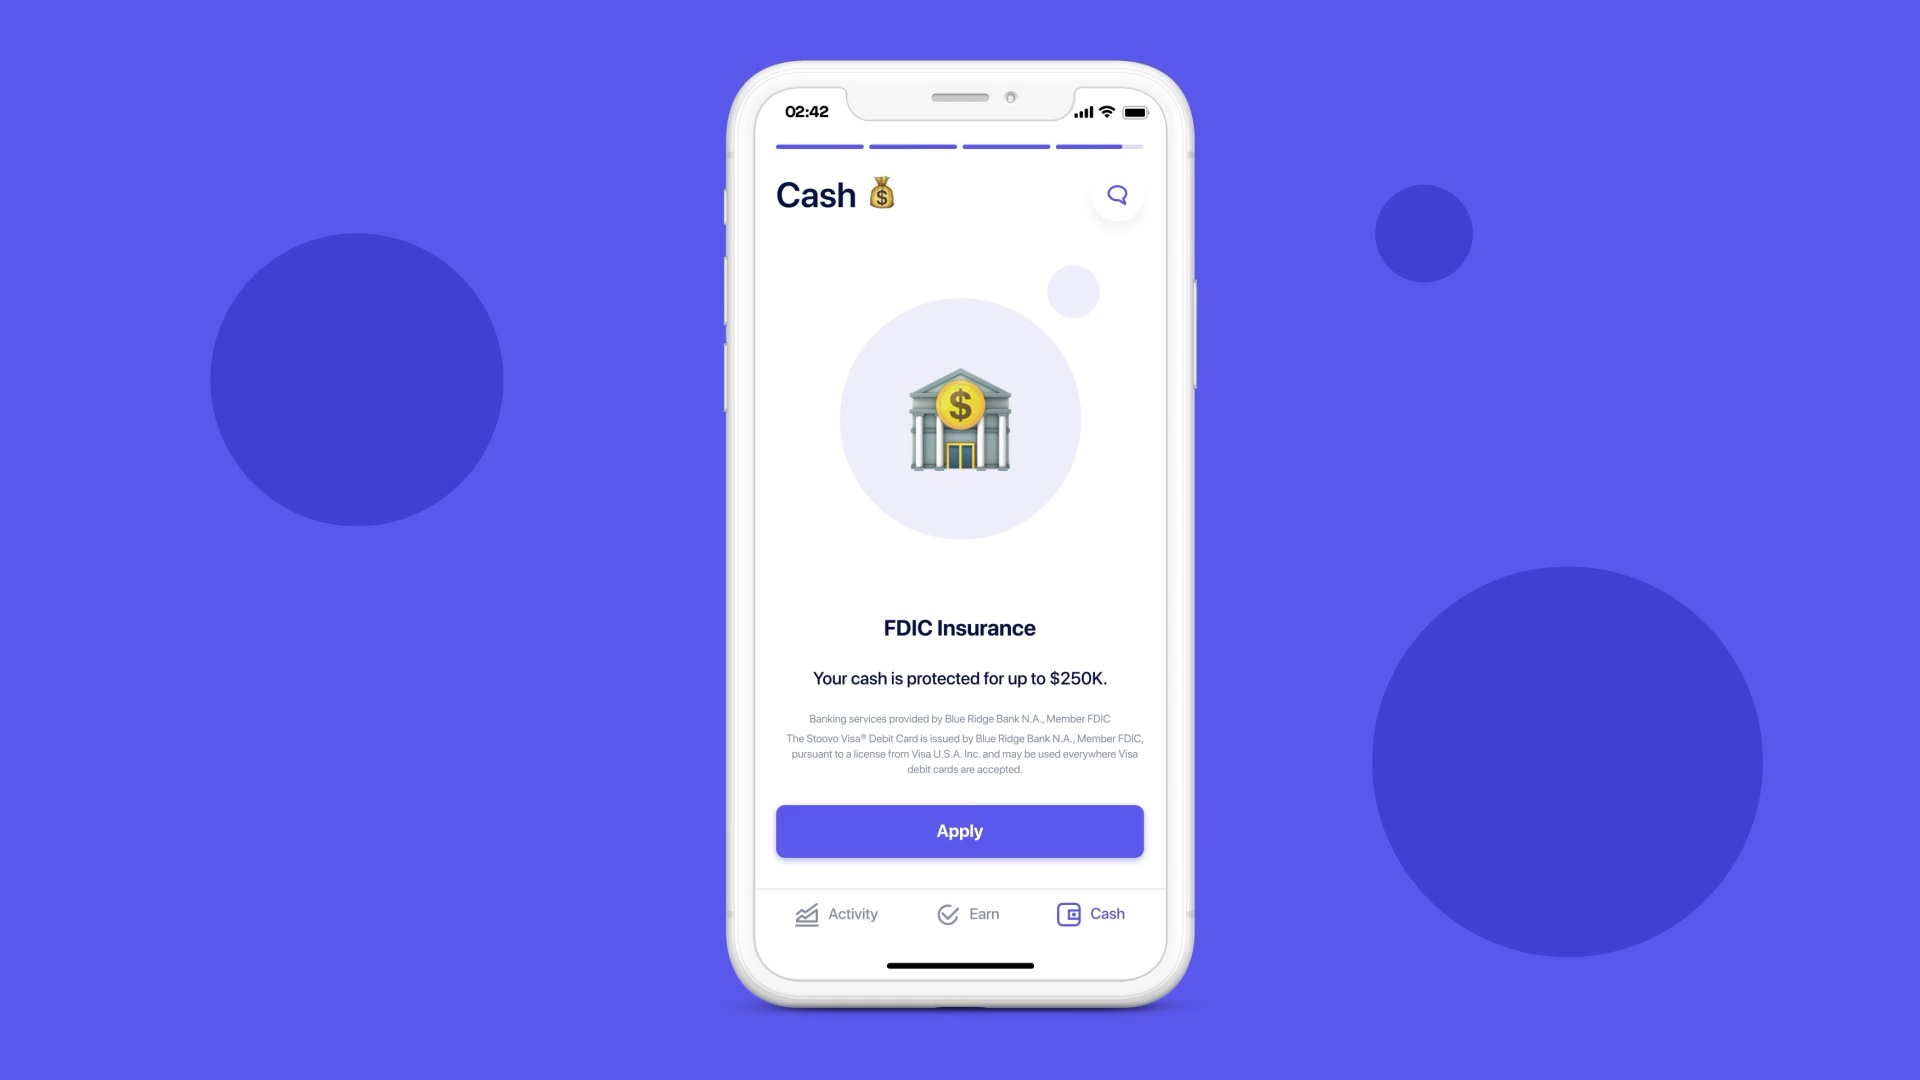 02:42
Cash
FDIC Insurance
Your cash is protected for up to $250K.
Banking services provided by Blue Ridge Bank N.A., Member FDIC
The Stoovo Visa® Debit Card is issued by Blue Ridge Bank N.A., Member FDIC,
pursuant to a license from Visa U.S.A. Inc. and may be used everywhere Visa
debit cards are accepted.
Apply
Activity Earn Cash